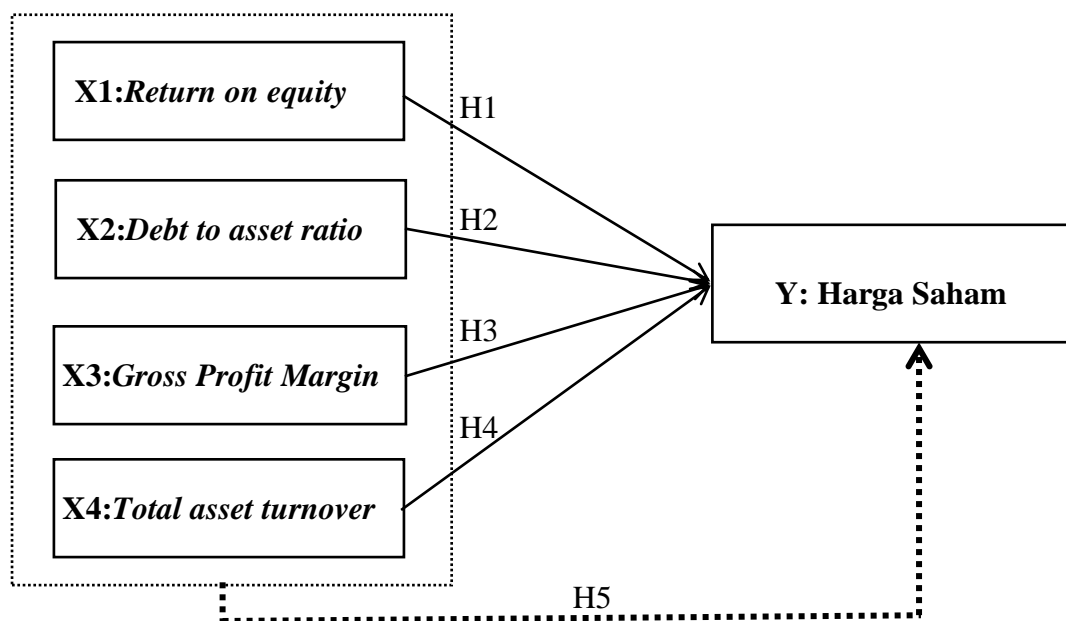 X1:Return on equity
H1
X2:Debt to asset ratio
H2
Y: Harga Saham
X3:Gross Profit Margin
H3
H4
X4:Total asset turnover
H5